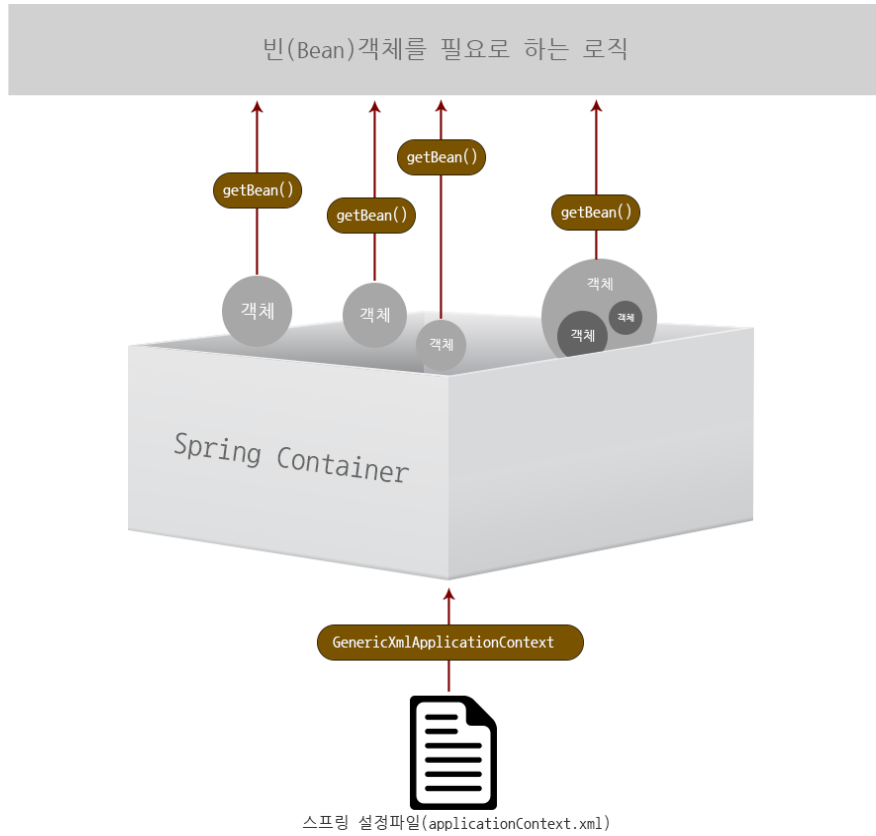 빈(Bean)객체를 필요로 하는 로직
getBean()
getBean()
getBean()
getBean()
객체
객체
객체
객체
객체
객체
Spring Container
GenericXmlApplicationContext
스프링 설정파일(applicationContext.xml)